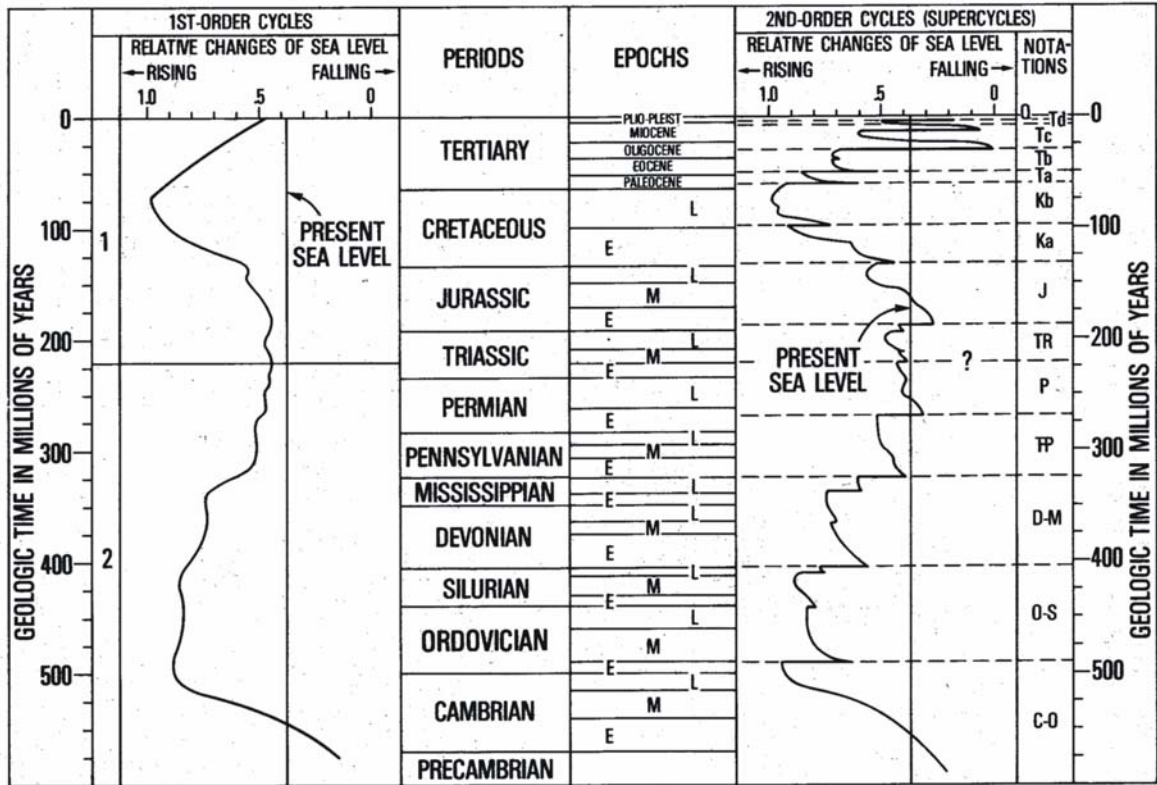 1ST-ORDER CYCLES
RELATIVE CHANGES OF SEA LEVEL
←RISING FALLING→
1.0 .5 0
PERIODS
EPOCHS
2ND-ORDER CYCLES (SUPERCYCLES)
RELATIVE CHANGES OF SEA LEVEL
←RISING FALLING→
1.0 .5 0
NOTA-
TIONS
GEOLOGIC TIME IN MILLIONS OF YEARS
0
100
200
300
400
500
1
2
PRESENT
SEA LEVEL
TERTIARY
CRETACEOUS
JURASSIC
TRIASSIC
PERMIAN
PENNSYLVANIAN
MISSISSIPPIAN
DEVONIAN
SILURIAN
ORDOVICIAN
CAMBRIAN
PRECAMBRIAN
PLIO-PLEIST
MIOCENE
OLIGOCENE
EOCENE
PALEOCENE
L
E
L
M
E
L
M
E
L
E
L
M
E
L
E
L
M
E
L
M
E
L
M
E
L
M
E
PRESENT
SEA LEVEL
?
Td
Tc
Tb
Ta
Kb
Ka
J
TR
P
D-M
O-S
C-O
0
100
200
300
400
500
GEOLOGIC TIME IN MILLIONS OF YEARS